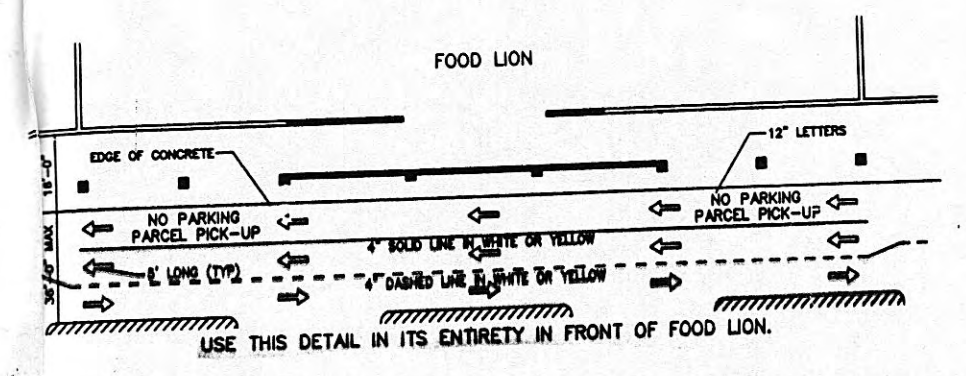 FOOD LION
12" LETTERS
EDGE OF CONCRETE
18'-0"
NO PARKING
PARCEL PICK-UP
NO PARKING
PARCEL PICK-UP
36'-0" MAX
4" SOLID LINE IN WHITE OR YELLOW
8' LONG (TYP)
4" DASHED LINE IN WHITE OR YELLOW
USE THIS DETAIL IN ITS ENTIRETY IN FRONT OF FOOD LION.